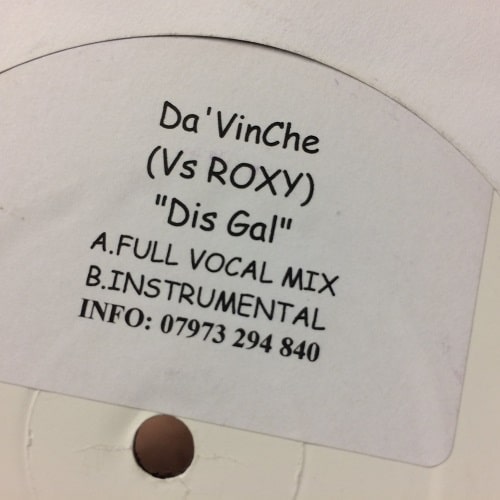 Da'VinChe
(Vs ROXY)
"Dis Gal"
A.FULL VOCAL MIX
B.INSTRUMENTAL
INFO: 07973 294 840